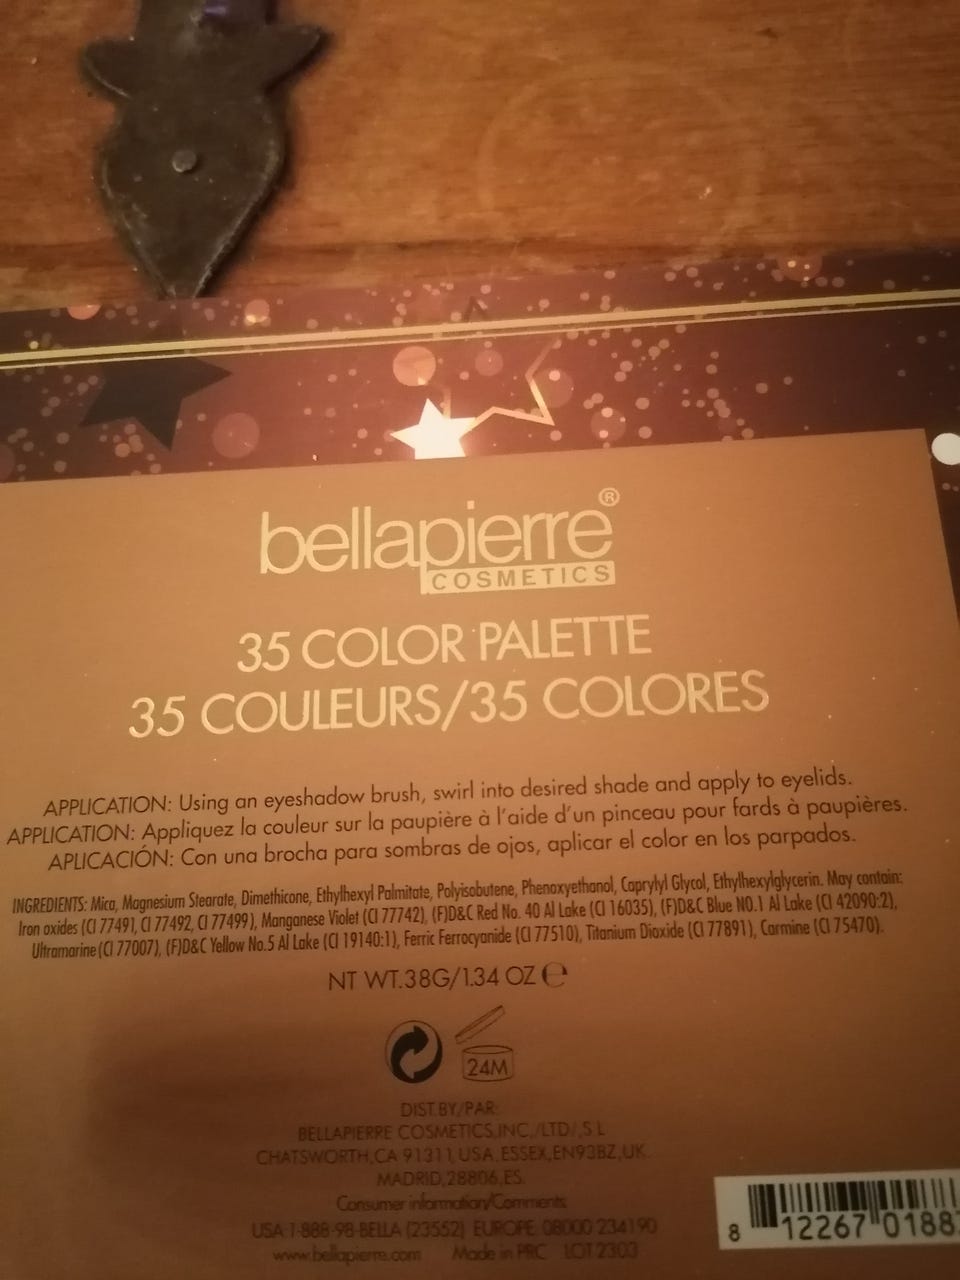 bellapierre®
COSMETICS
35 COLOR PALETTE
35 COULEURS/35 COLORES
APPLICATION: Using an eyeshadow brush, swirl into desired shade and apply to eyelids.
APPLICATION: Appliquez la couleur sur la paupière à l'aide d'un pinceau pour fards à paupières.
APLICACIÓN: Con una brocha para sombras de ojos, aplicar el color en los parpados.
INGREDIENTS: Mica, Magnesium Stearate, Dimethicone, Ethylhexyl Palmitate, Polyisobutene, Phenoxyethanol, Caprylyl Glycol, Ethylhexylglycerin. May contain:
Iron oxides (CI 77491, CI 77492, CI 77499), Manganese Violet (CI 77742), (F)D&C Red No. 40 Al Lake (CI 16035), (F)D&C Blue NO.1 Al Lake (CI 42090:2),
Ultramarine (CI 77007), (F)D&C Yellow No.5 Al Lake (CI 19140:1), Ferric Ferrocyanide (CI 77510), Titanium Dioxide (CI 77891), Carmine (CI 75470).
NT WT.38G/1.34 OZ ℮
24M
DIST.BY/PAR:
BELLAPIERRE COSMETICS,INC./LTD/,S L
CHATSWORTH,CA 91311,USA. ESSEX,EN93BZ,UK.
MADRID,28806,ES.
Consumer information/Comments:
USA 1-888-98-BELLA (23552) EUROPE: 08000 234190
www.bellapierre.com Made in PRC LOT 2303
8 12267 0188